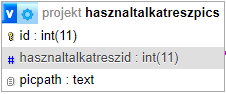 v projekt hasznaltalkatreszpics
id : int(11)
# hasznaltalkatreszid : int(11)
picpath : text